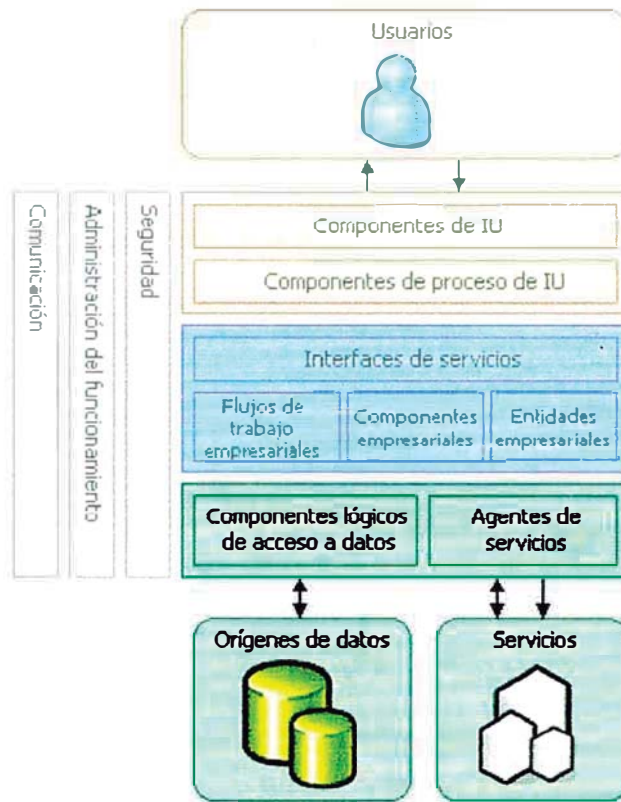 Usuarios
Comunicación
Administración del funcionamiento
Seguridad
Componentes de IU
Componentes de proceso de IU
Interfaces de servicios
Flujos de
trabajo
empresariales
Componentes
empresariales
Entidades
empresariales
Componentes lógicos
de acceso a datos
Agentes de
servicios
Orígenes de datos
Servicios